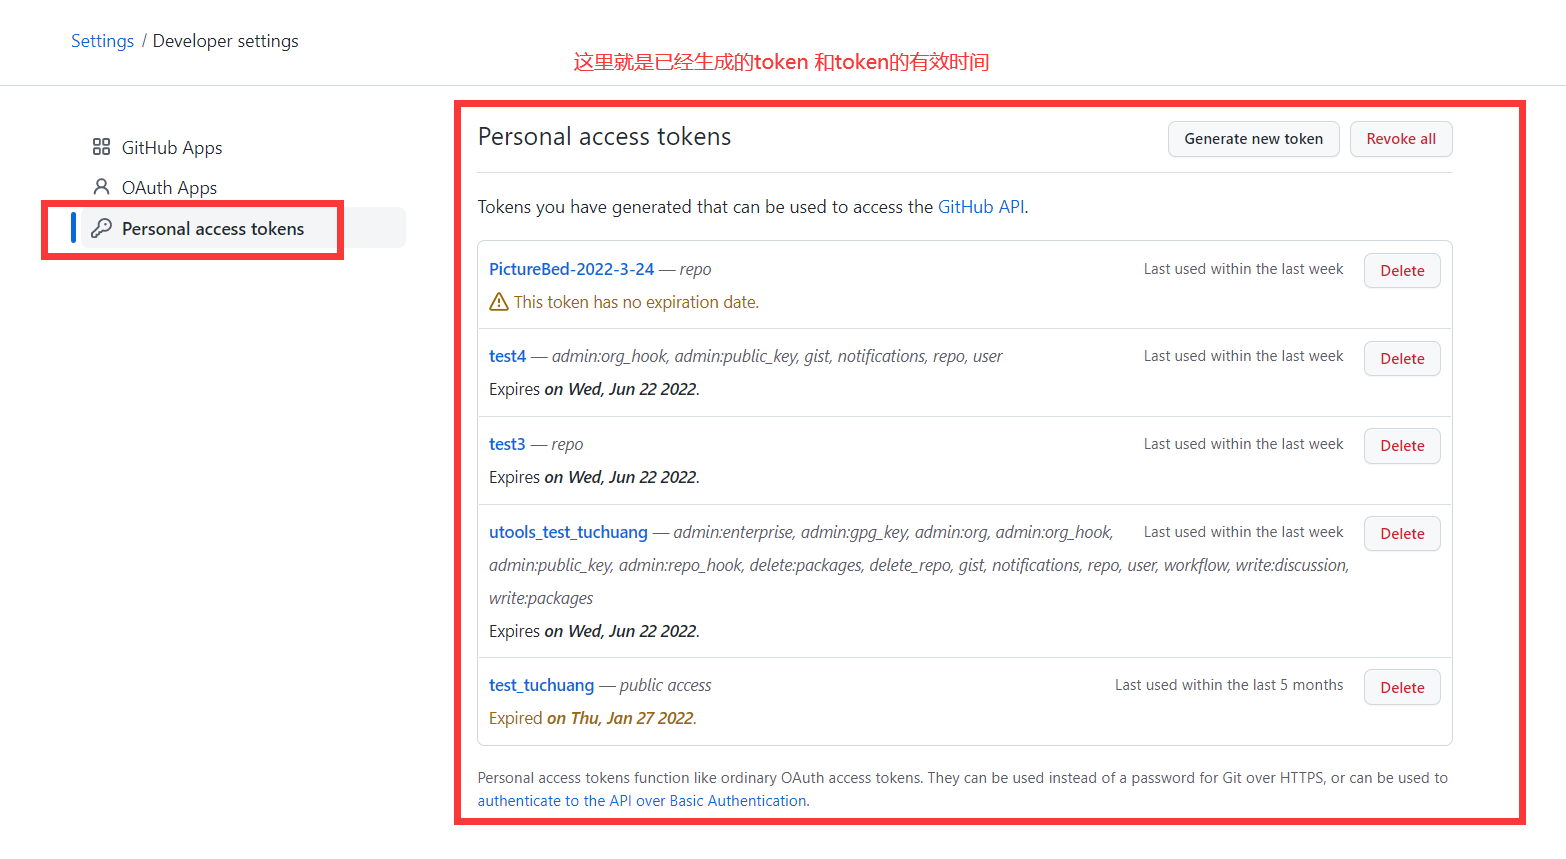 Settings / Developer settings
这里就是已经生成的token 和token的有效时间
GitHub Apps
OAuth Apps
Personal access tokens
Personal access tokens
Generate new token
Revoke all
Tokens you have generated that can be used to access the GitHub API.
PictureBed-2022-3-24 — repo
Last used within the last week
Delete
This token has no expiration date.
test4 — admin:org_hook, admin:public_key, gist, notifications, repo, user
Last used within the last week
Delete
Expires on Wed, Jun 22 2022.
test3 — repo
Last used within the last week
Delete
Expires on Wed, Jun 22 2022.
utools_test_tuchuang — admin:enterprise, admin:gpg_key, admin:org, admin:org_hook,
Last used within the last week
Delete
admin:public_key, admin:repo_hook, delete:packages, delete_repo, gist, notifications, repo, user, workflow, write:discussion,
write:packages
Expires on Wed, Jun 22 2022.
test_tuchuang — public access
Last used within the last 5 months
Delete
Expired on Thu, Jan 27 2022.
Personal access tokens function like ordinary OAuth access tokens. They can be used instead of a password for Git over HTTPS, or can be used to
authenticate to the API over Basic Authentication.